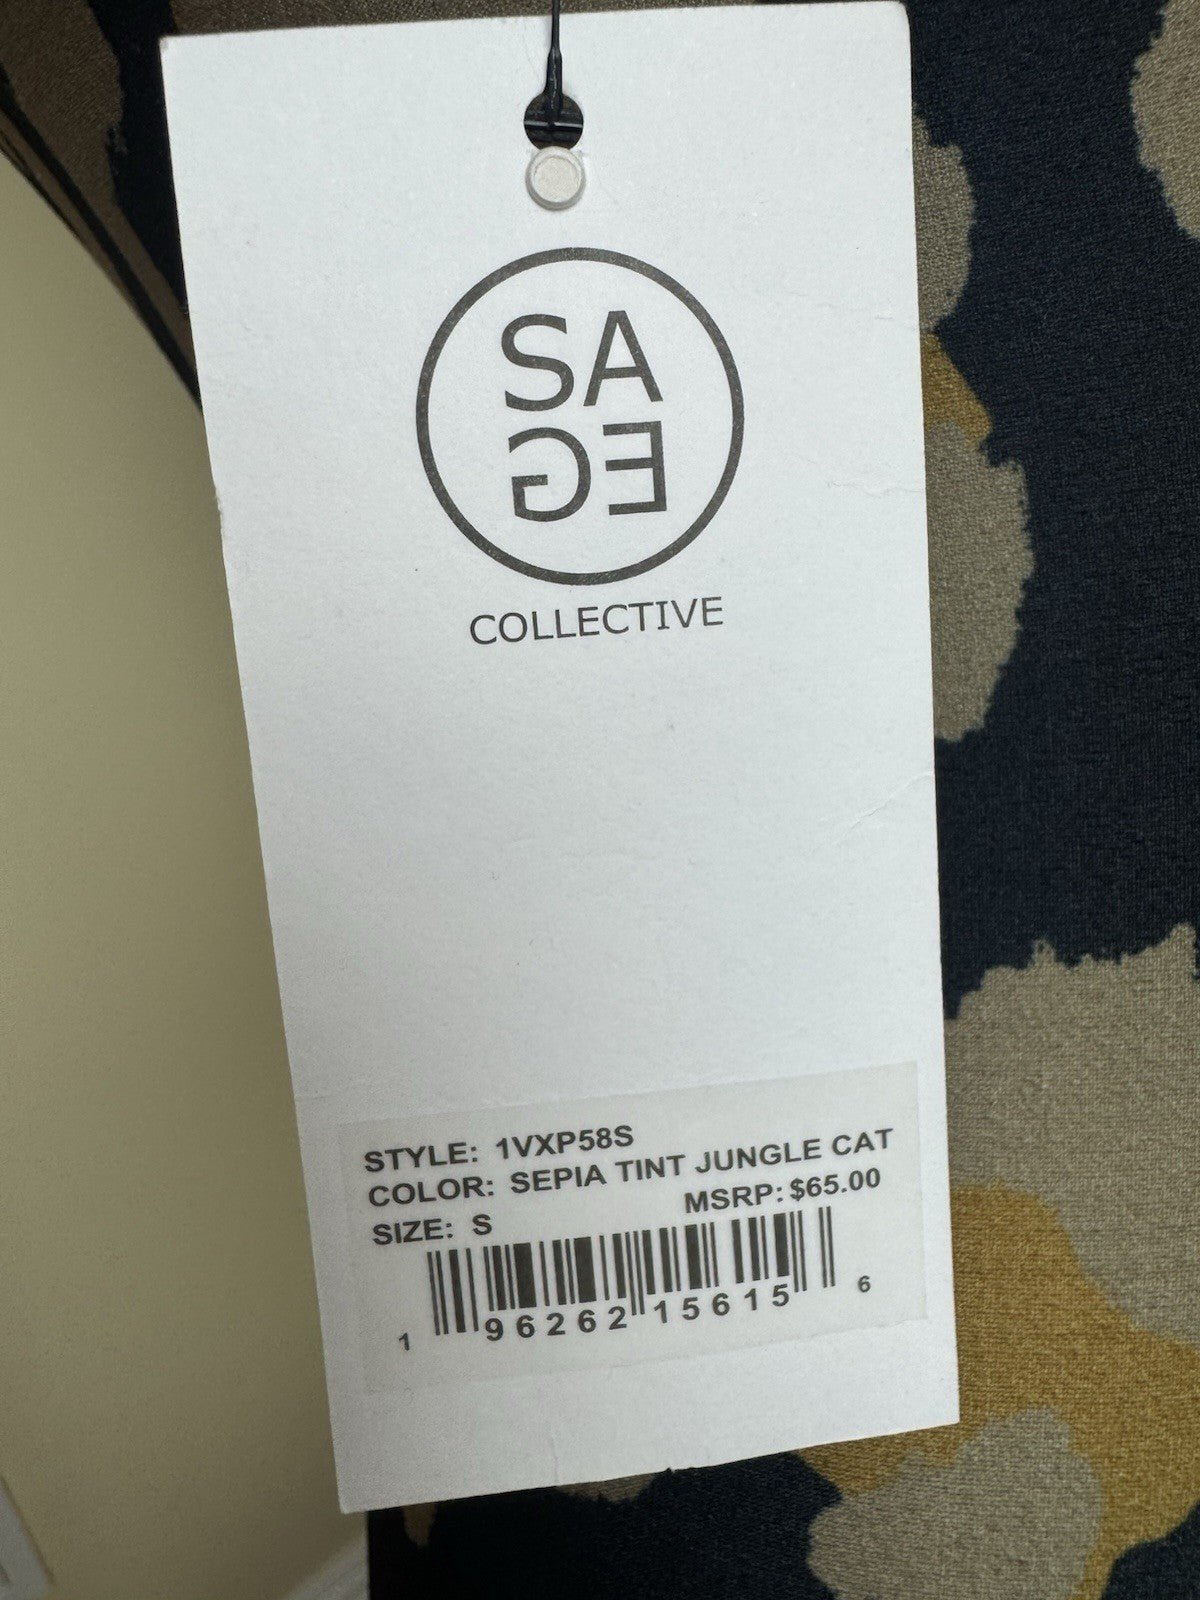 SA
GE
COLLECTIVE
STYLE: 1VXP58S
COLOR: SEPIA TINT JUNGLE CAT
SIZE: S MSRP: $65.00
1 96262 15615 6